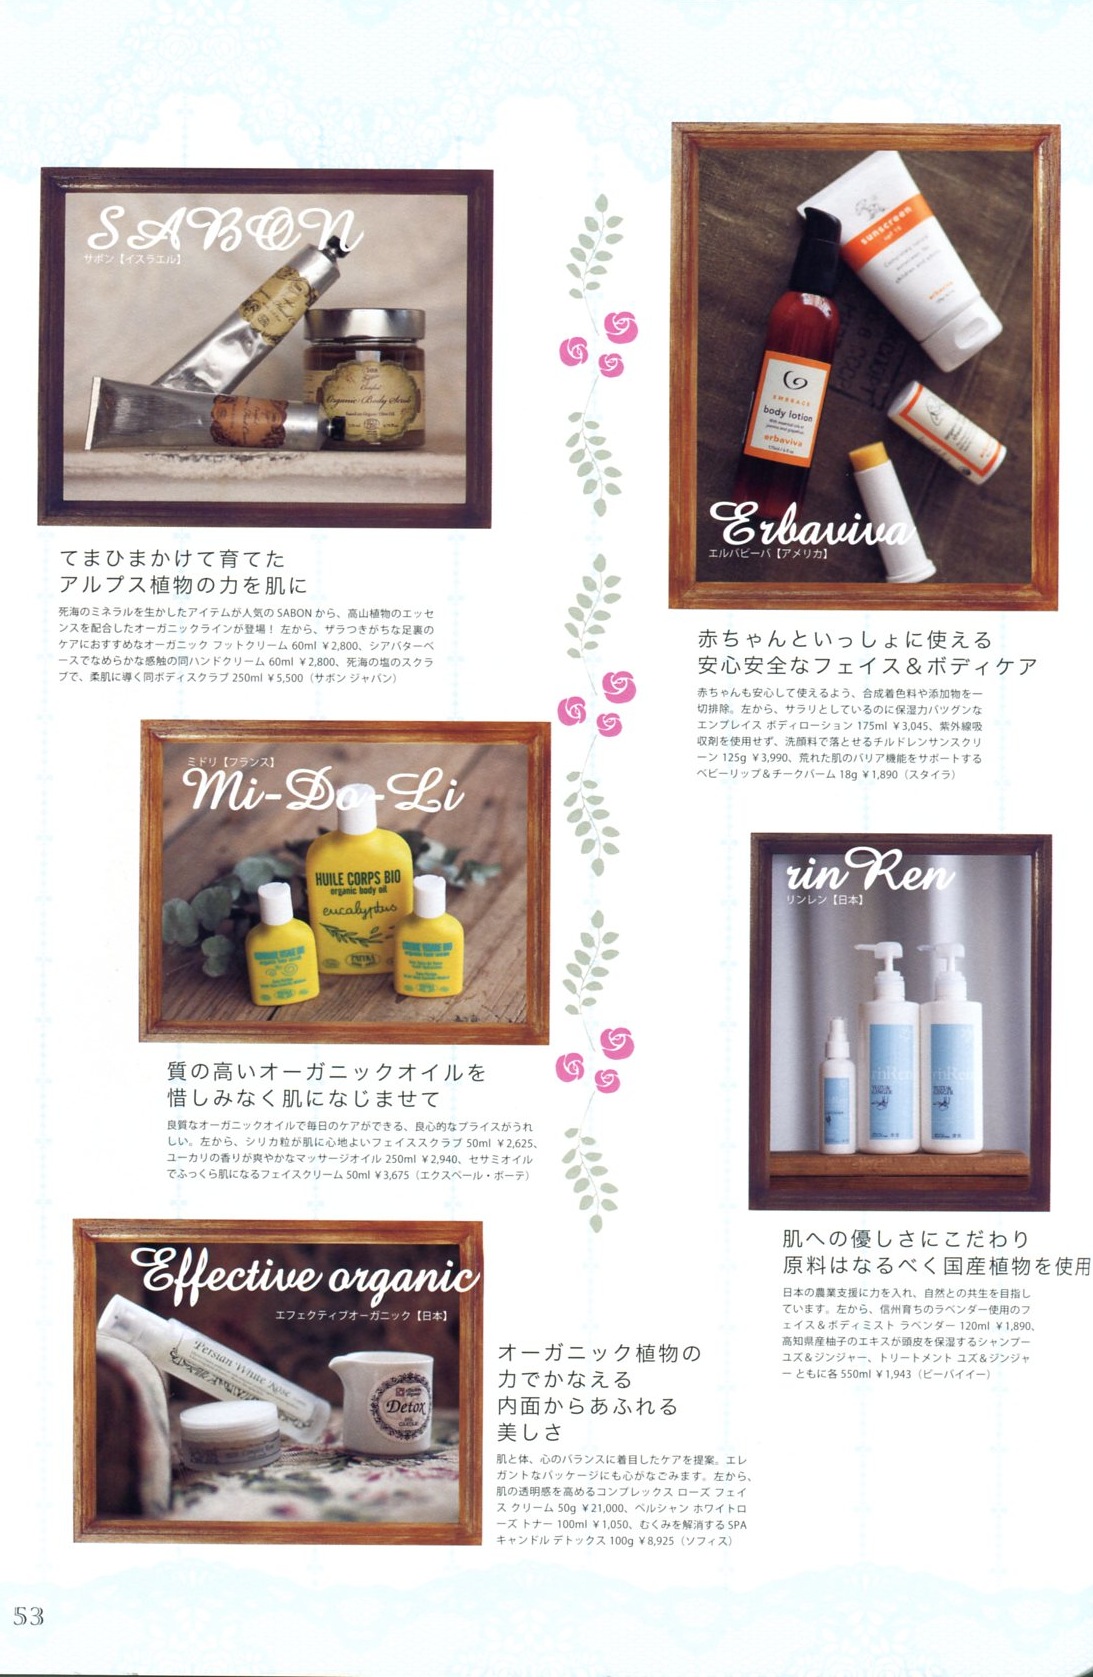 SABON
サボン【イスラエル】
Organic Body Scrub
てまひまかけて育てた
アルプス植物の力を肌に
死海のミネラルを生かしたアイテムが人気の SABON から、高山植物のエッセ
ンスを配合したオーガニックラインが登場！ 左から、ザラつきがちな足裏の
ケアにおすすめなオーガニック フットクリーム 60ml ￥2,800、シアバターベ
ースでなめらかな感触の同ハンドクリーム 60ml ￥2,800、死海の塩のスクラ
ブで、柔肌に導く同ボディスクラブ 250ml ￥5,500（サボン ジャパン）
sunscreen
spf 15
erbaviva
EMBRACE
body lotion
erbaviva
Erbaviva
エルバビーバ【アメリカ】
赤ちゃんといっしょに使える
安心安全なフェイス＆ボディケア
赤ちゃんも安心して使えるよう、合成着色料や添加物を一
切排除。左から、サラリとしているのに保湿力バツグンな
エンブレイス ボディローション 175ml ￥3,045、紫外線吸
収剤を使用せず、洗顔料で落とせるチルドレンサンスクリ
ーン 125g ￥3,990、荒れた肌のバリア機能をサポートする
ベビーリップ＆チークバーム 18g ￥1,890（スタイラ）
ミドリ【フランス】
Mi-Do-Li
HUILE CORPS BIO
organic body oil
eucalyptus
質の高いオーガニックオイルを
惜しみなく肌になじませて
良質なオーガニックオイルで毎日のケアができる、良心的なプライスがうれ
しい。左から、シリカ粒が肌に心地よいフェイススクラブ 50ml ￥2,625、
ユーカリの香りが爽やかなマッサージオイル 250ml ￥2,940、セサミオイル
でふっくら肌になるフェイスクリーム 50ml ￥3,675（エクスペール・ボーテ）
rinRen
リンレン【日本】
rinRen
肌への優しさにこだわり
原料はなるべく国産植物を使用
日本の農業支援に力を入れ、自然との共生を目指し
ています。左から、信州育ちのラベンダー使用のフ
ェイス＆ボディミスト ラベンダー 120ml ￥1,890、
高知県産柚子のエキスが頭皮を保湿するシャンプー
ユズ＆ジンジャー、トリートメント ユズ＆ジンジャ
ー ともに各 550ml ￥1,943（ビーバイイー）
Effective organic
エフェクティブオーガニック【日本】
Persian White Rose
Detox
オーガニック植物の
力でかなえる
内面からあふれる
美しさ
肌と体、心のバランスに着目したケアを提案。エレ
ガントなパッケージにも心がなごみます。左から、
肌の透明感を高めるコンプレックス ローズ フェイ
ス クリーム 50g ￥21,000、ペルシャン ホワイトロ
ーズ トナー 100ml ￥1,050、むくみを解消する SPA
キャンドル デトックス 100g ￥8,925（ソフィス）
53